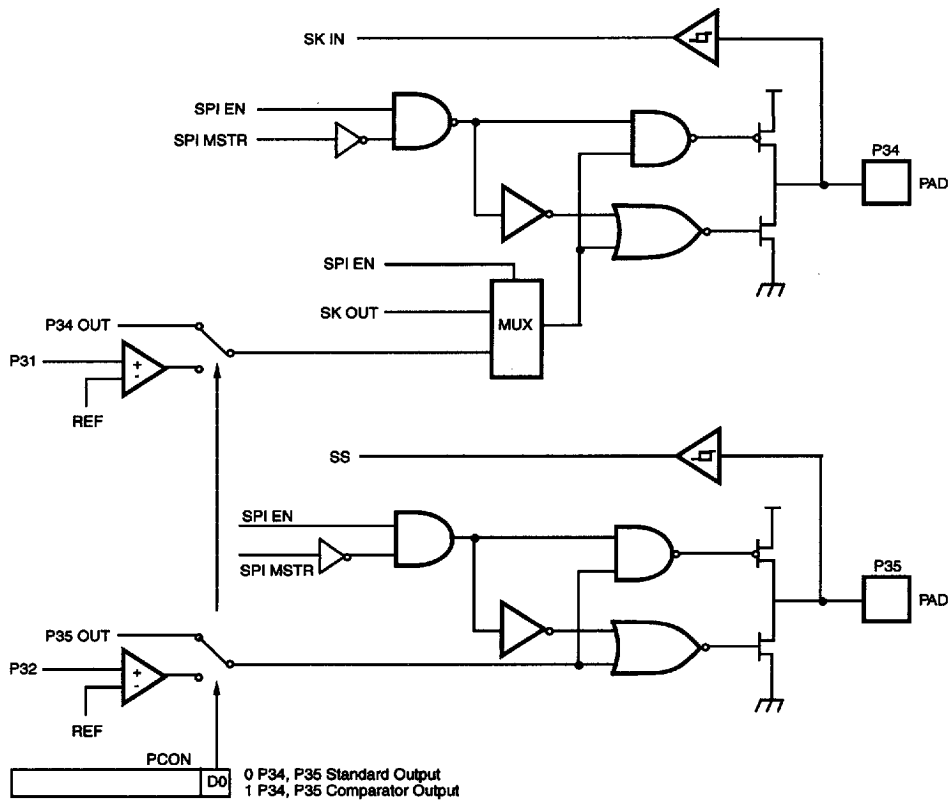 SK IN
SPI EN
SPI MSTR
P34
PAD
SPI EN
SK OUT
MUX
P34 OUT
P31
+
-
REF
SS
SPI EN
SPI MSTR
P35
PAD
P35 OUT
P32
+
-
REF
PCON
D0
0 P34, P35 Standard Output
1 P34, P35 Comparator Output